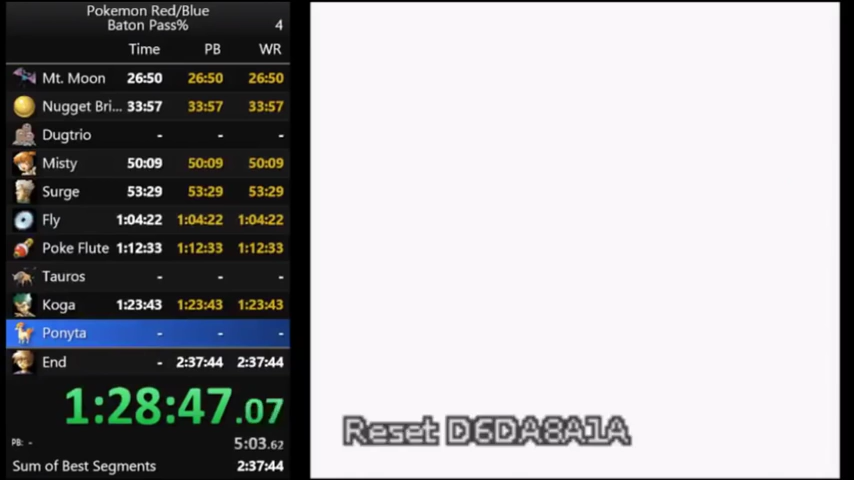 Pokemon Red/Blue
Baton Pass% 4
Time PB WR
Mt. Moon 26:50 26:50 26:50
Nugget Bri... 33:57 33:57 33:57
Dugtrio - - -
Misty 50:09 50:09 50:09
Surge 53:29 53:29 53:29
Fly 1:04:22 1:04:22 1:04:22
Poke Flute 1:12:33 1:12:33 1:12:33
Tauros - - -
Koga 1:23:43 1:23:43 1:23:43
Ponyta - - -
End - 2:37:44 2:37:44
1:28:47.07
PB: - 5:03.62
Sum of Best Segments 2:37:44
Reset D6DA8A1A